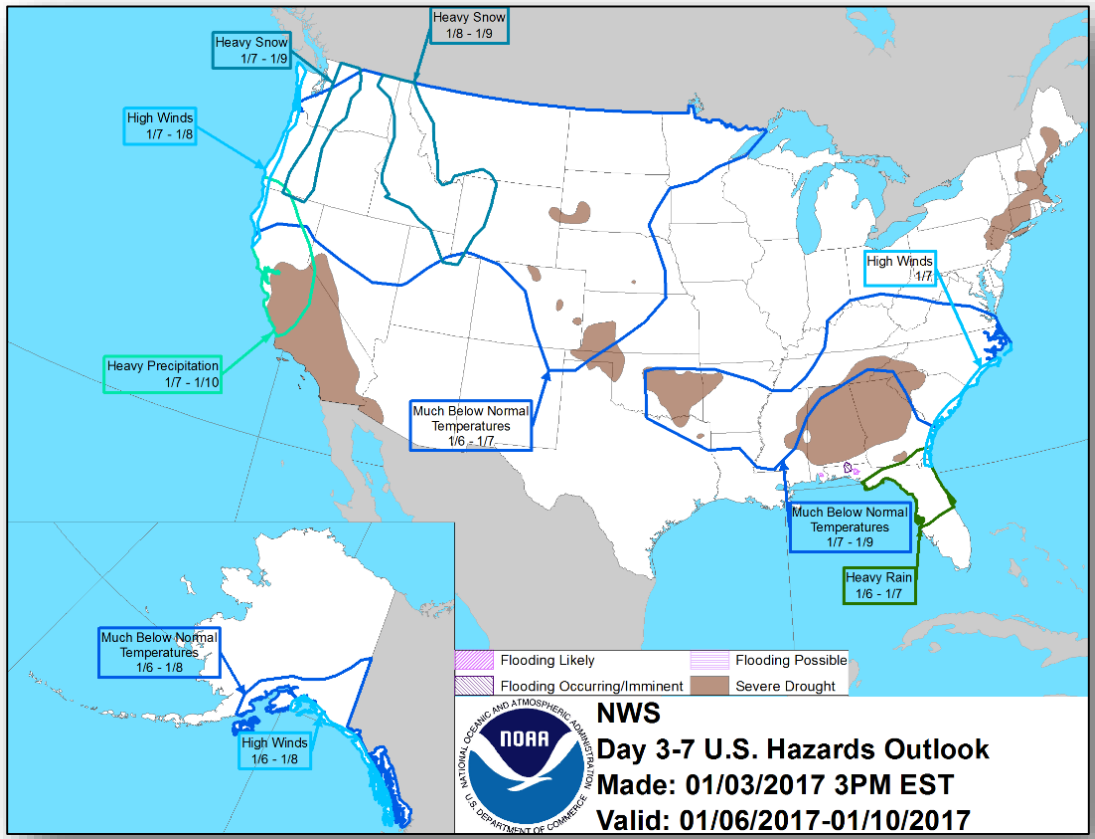 Heavy Snow
1/8 - 1/9
Heavy Snow
1/7 - 1/9
High Winds
1/7 - 1/8
High Winds
1/7
Heavy Precipitation
1/7 - 1/10
Much Below Normal
Temperatures
1/6 - 1/7
Much Below Normal
Temperatures
1/7 - 1/9
Heavy Rain
1/6 - 1/7
Much Below Normal
Temperatures
1/6 - 1/8
High Winds
1/6 - 1/8
Flooding Likely
Flooding Possible
Flooding Occurring/Imminent
Severe Drought
NATIONAL OCEANIC AND ATMOSPHERIC ADMINISTRATION
NOAA
U.S. DEPARTMENT OF COMMERCE
NWS
Day 3-7 U.S. Hazards Outlook
Made: 01/03/2017 3PM EST
Valid: 01/06/2017-01/10/2017